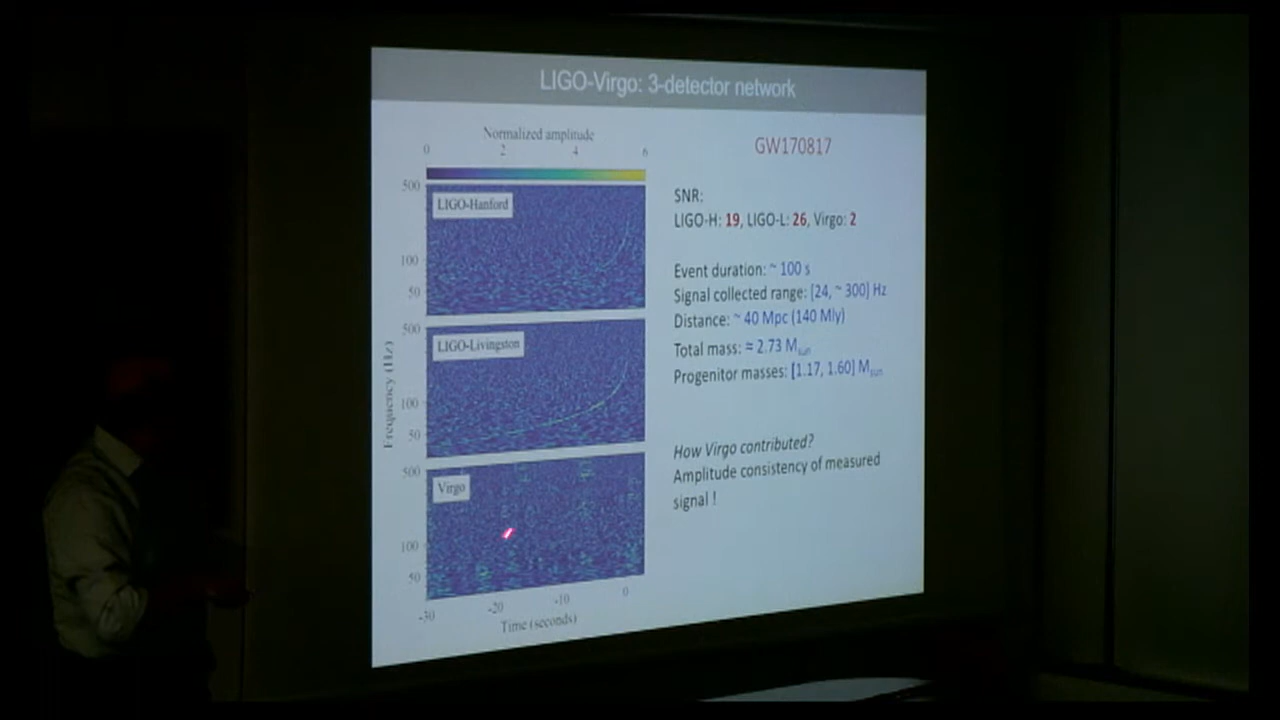 LIGO-Virgo: 3-detector network
Normalized amplitude
0 2 4 6
500
LIGO-Hanford
100
50
500
LIGO-Livingston
100
50
500
Virgo
100
50
-30 -20 -10 0
Time (seconds)
Frequency (Hz)
GW170817
SNR:
LIGO-H: 19, LIGO-L: 26, Virgo: 2
Event duration: ~ 100 s
Signal collected range: [24, ~ 300] Hz
Distance: ~ 40 Mpc (140 Mly)
Total mass: ≈ 2.73 Msun
Progenitor masses: [1.17, 1.60] Msun
How Virgo contributed?
Amplitude consistency of measured
signal !